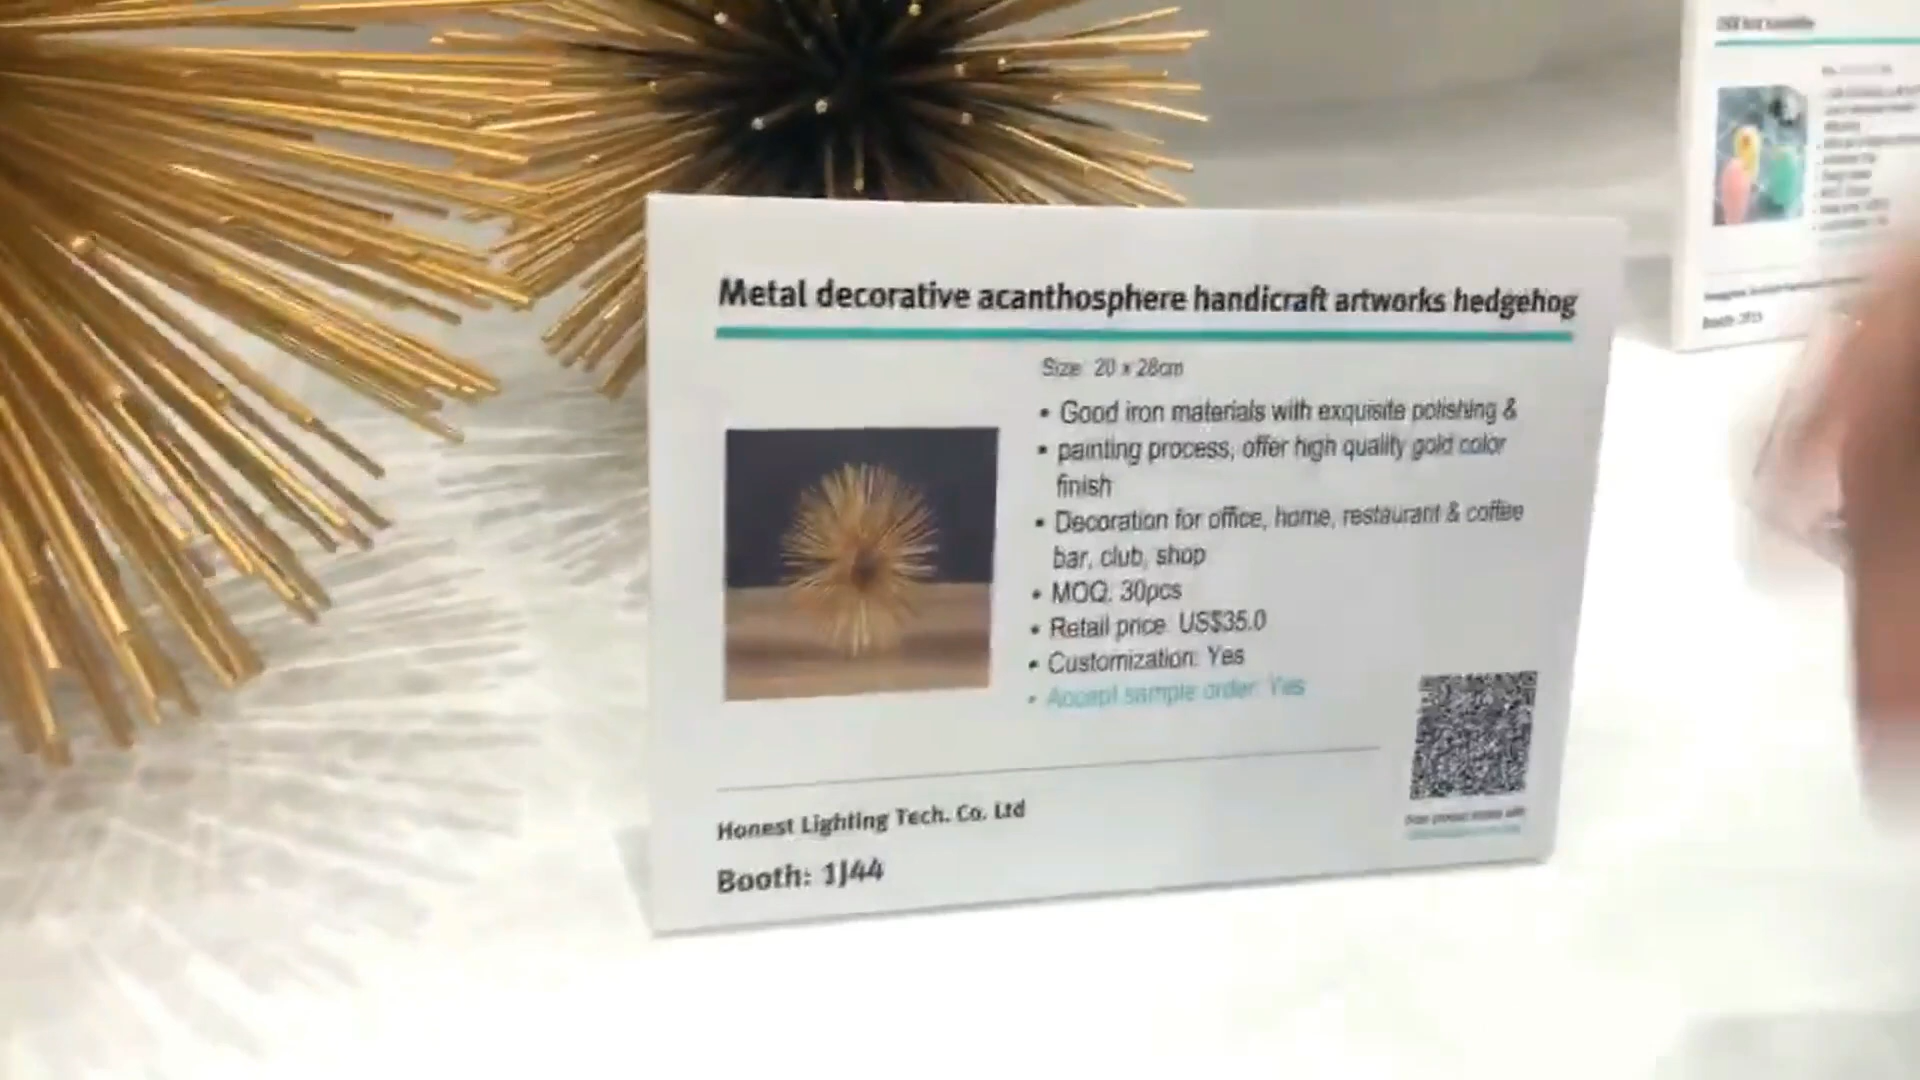 Metal decorative acanthosphere handicraft artworks hedgehog
Size: 20 x 28cm
• Good iron materials with exquisite polishing &
• painting process, offer high quality gold color
finish
• Decoration for office, home, restaurant & coffee
bar, club, shop
• MOQ: 30pcs
• Retail price: US$35.0
• Customization: Yes
• Accept sample order: Yes
Honest Lighting Tech. Co. Ltd
Booth: 1J44